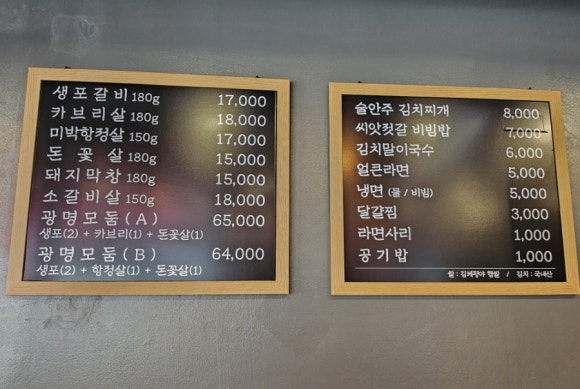 생포갈비 180g 17,000
카브리살 180g 18,000
미박항정살 150g 17,000
돈꽃살 180g 15,000
돼지막창 180g 15,000
소갈비살 150g 18,000
광명모둠(A) 65,000
생포(2) + 카브리(1) + 돈꽃살(1)
광명모둠(B) 64,000
생포(2) + 항정살(1) + 돈꽃살(1)
술안주 김치찌개 8,000
씨앗젓갈 비빔밥 7,000
김치말이국수 6,000
얼큰라면 5,000
냉면 (물 / 비빔) 5,000
달걀찜 3,000
라면사리 1,000
공기밥 1,000
쌀 : 김제평야 햅쌀 / 김치 : 국내산